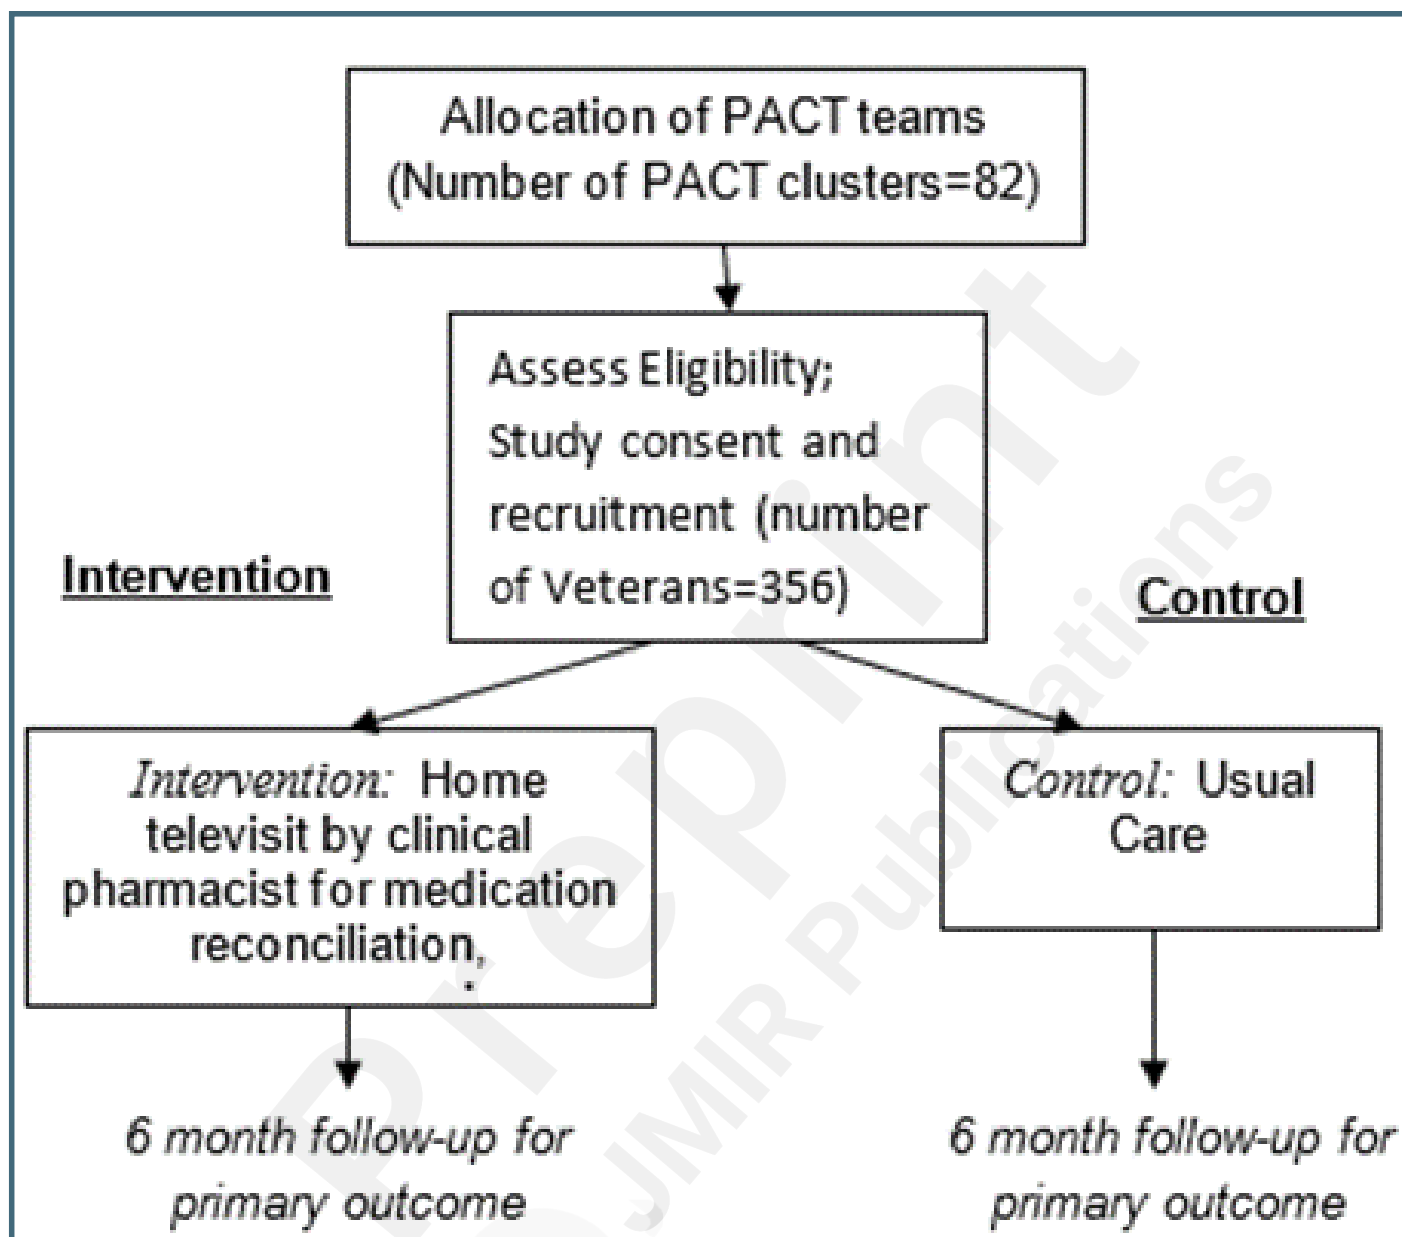 Allocation of PACT teams
(Number of PACT clusters=82)
Assess Eligibility;
Study consent and
recruitment (number
of Veterans=356)
Intervention
Control
Intervention: Home
televisit by clinical
pharmacist for medication
reconciliation,
.
Control: Usual
Care
6 month follow-up for
primary outcome
6 month follow-up for
primary outcome
Preprint
JMIR Publications